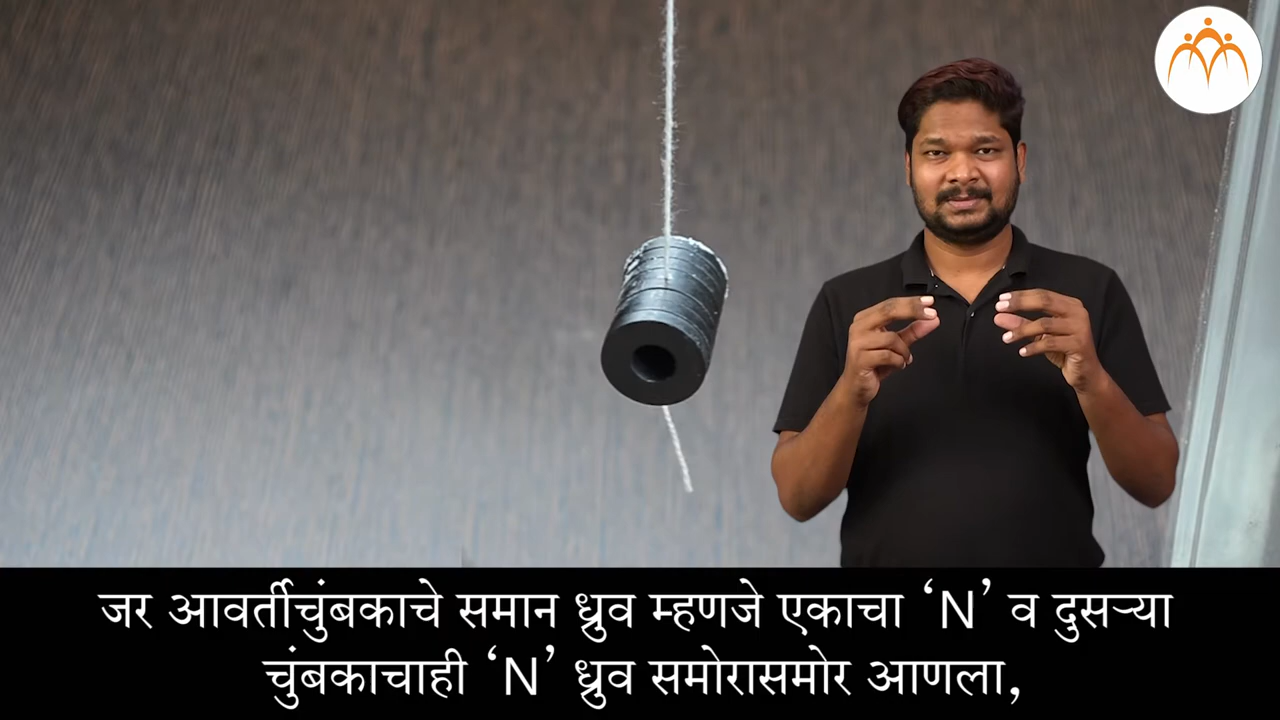 जर आवर्तीचुंबकाचे समान ध्रुव म्हणजे एकाचा ‘N’ व दुसऱ्या
चुंबकाचाही ‘N’ ध्रुव समोरासमोर आणला,